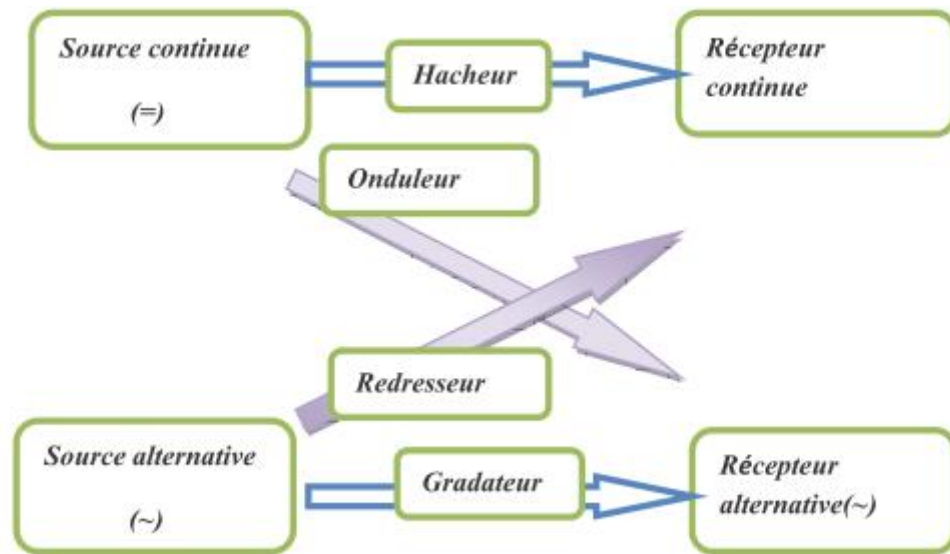 Source continue
(=)
Hacheur
Récepteur
continue
Onduleur
Redresseur
Source alternative
(~)
Gradateur
Récepteur
alternative(~)